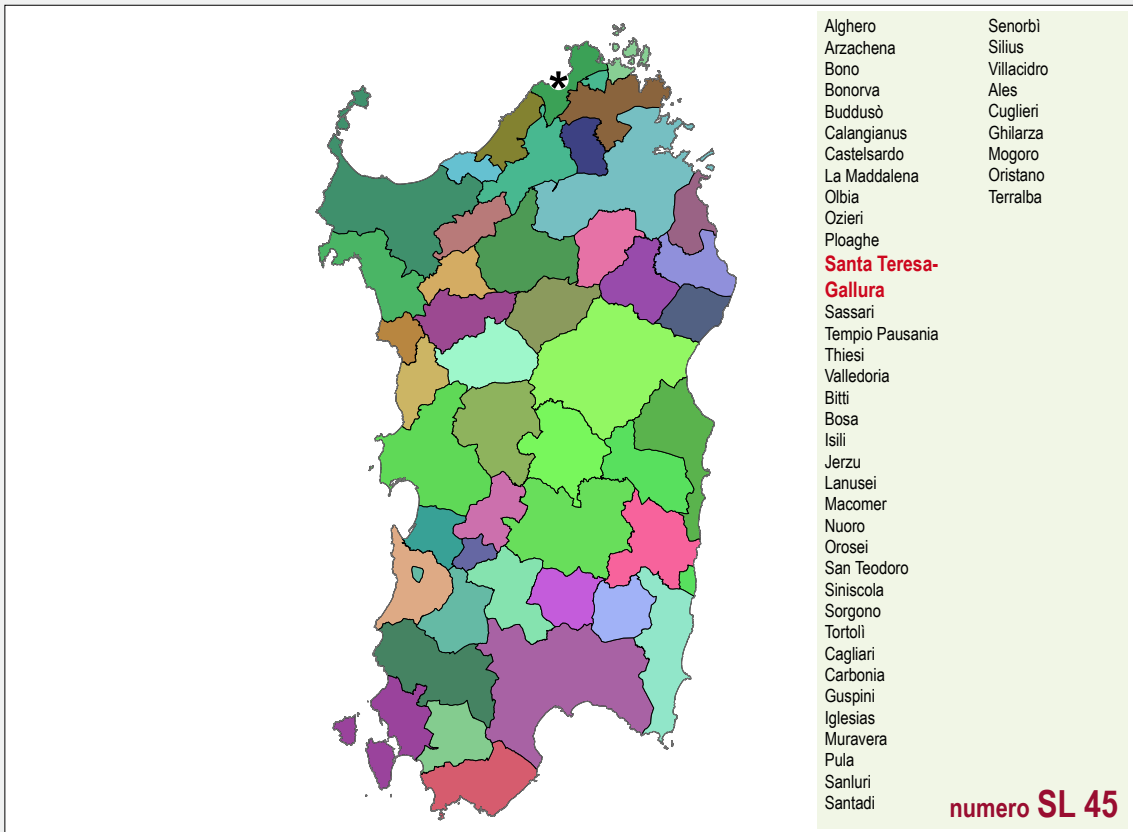 *
Alghero
Arzachena
Bono
Bonorva
Buddusò
Calangianus
Castelsardo
La Maddalena
Olbia
Ozieri
Ploaghe
Santa Teresa-
Gallura
Sassari
Tempio Pausania
Thiesi
Valledoria
Bitti
Bosa
Isili
Jerzu
Lanusei
Macomer
Nuoro
Orosei
San Teodoro
Siniscola
Sorgono
Tortolì
Cagliari
Carbonia
Guspini
Iglesias
Muravera
Pula
Sanluri
Santadi
Senorbì
Silius
Villacidro
Ales
Cuglieri
Ghilarza
Mogoro
Oristano
Terralba
numero SL 45